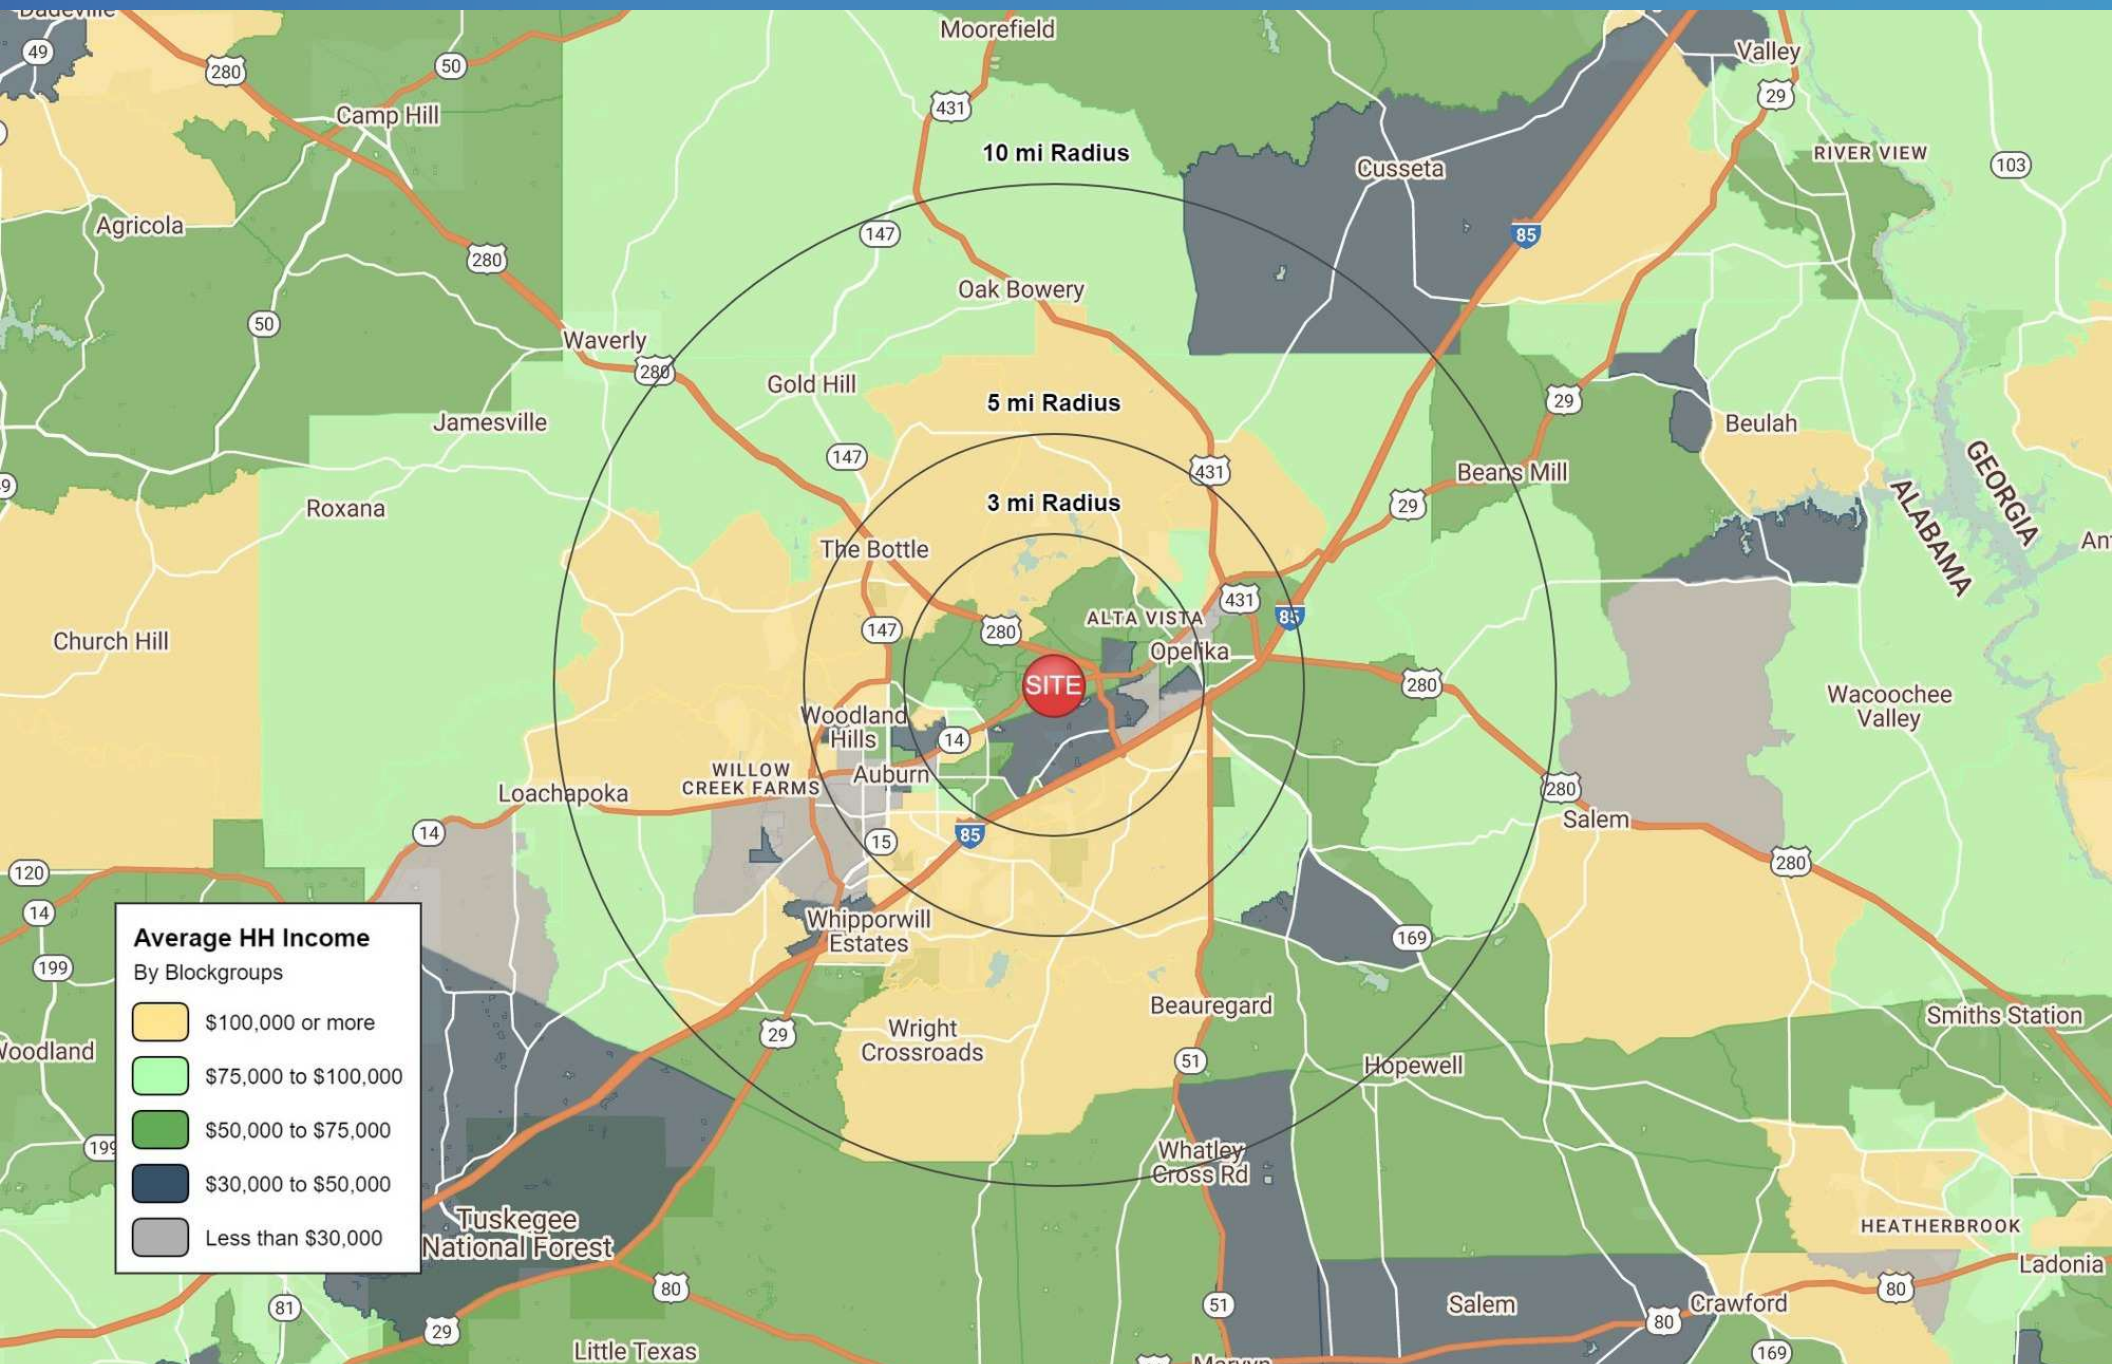 Dadeville
Moorefield
49
50
Valley
280
29
431
Camp Hill
10 mi Radius
RIVER VIEW
103
Cusseta
Agricola
147
85
280
Oak Bowery
50
Waverly
280
Gold Hill
29
5 mi Radius
Jamesville
Beulah
147
431
Beans Mill
GEORGIA
ALABAMA
Roxana
3 mi Radius
29
The Bottle
431
85
ALTA VISTA
147
280
Church Hill
Opelika
SITE
280
Wacoochee
Valley
Woodland
Hills
14
WILLOW
CREEK FARMS
Auburn
Loachapoka
280
Salem
14
85
15
280
120
14
Whipporwill
Estates
169
199
Average HH Income
By Blockgroups
$100,000 or more
$75,000 to $100,000
$50,000 to $75,000
$30,000 to $50,000
Less than $30,000
Beauregard
Smiths Station
29
Wright
Crossroads
51
Hopewell
199
Whatley
Cross Rd
Tuskegee
National Forest
HEATHERBROOK
Ladonia
80
80
81
51
Salem
Crawford
80
29
Little Texas
169